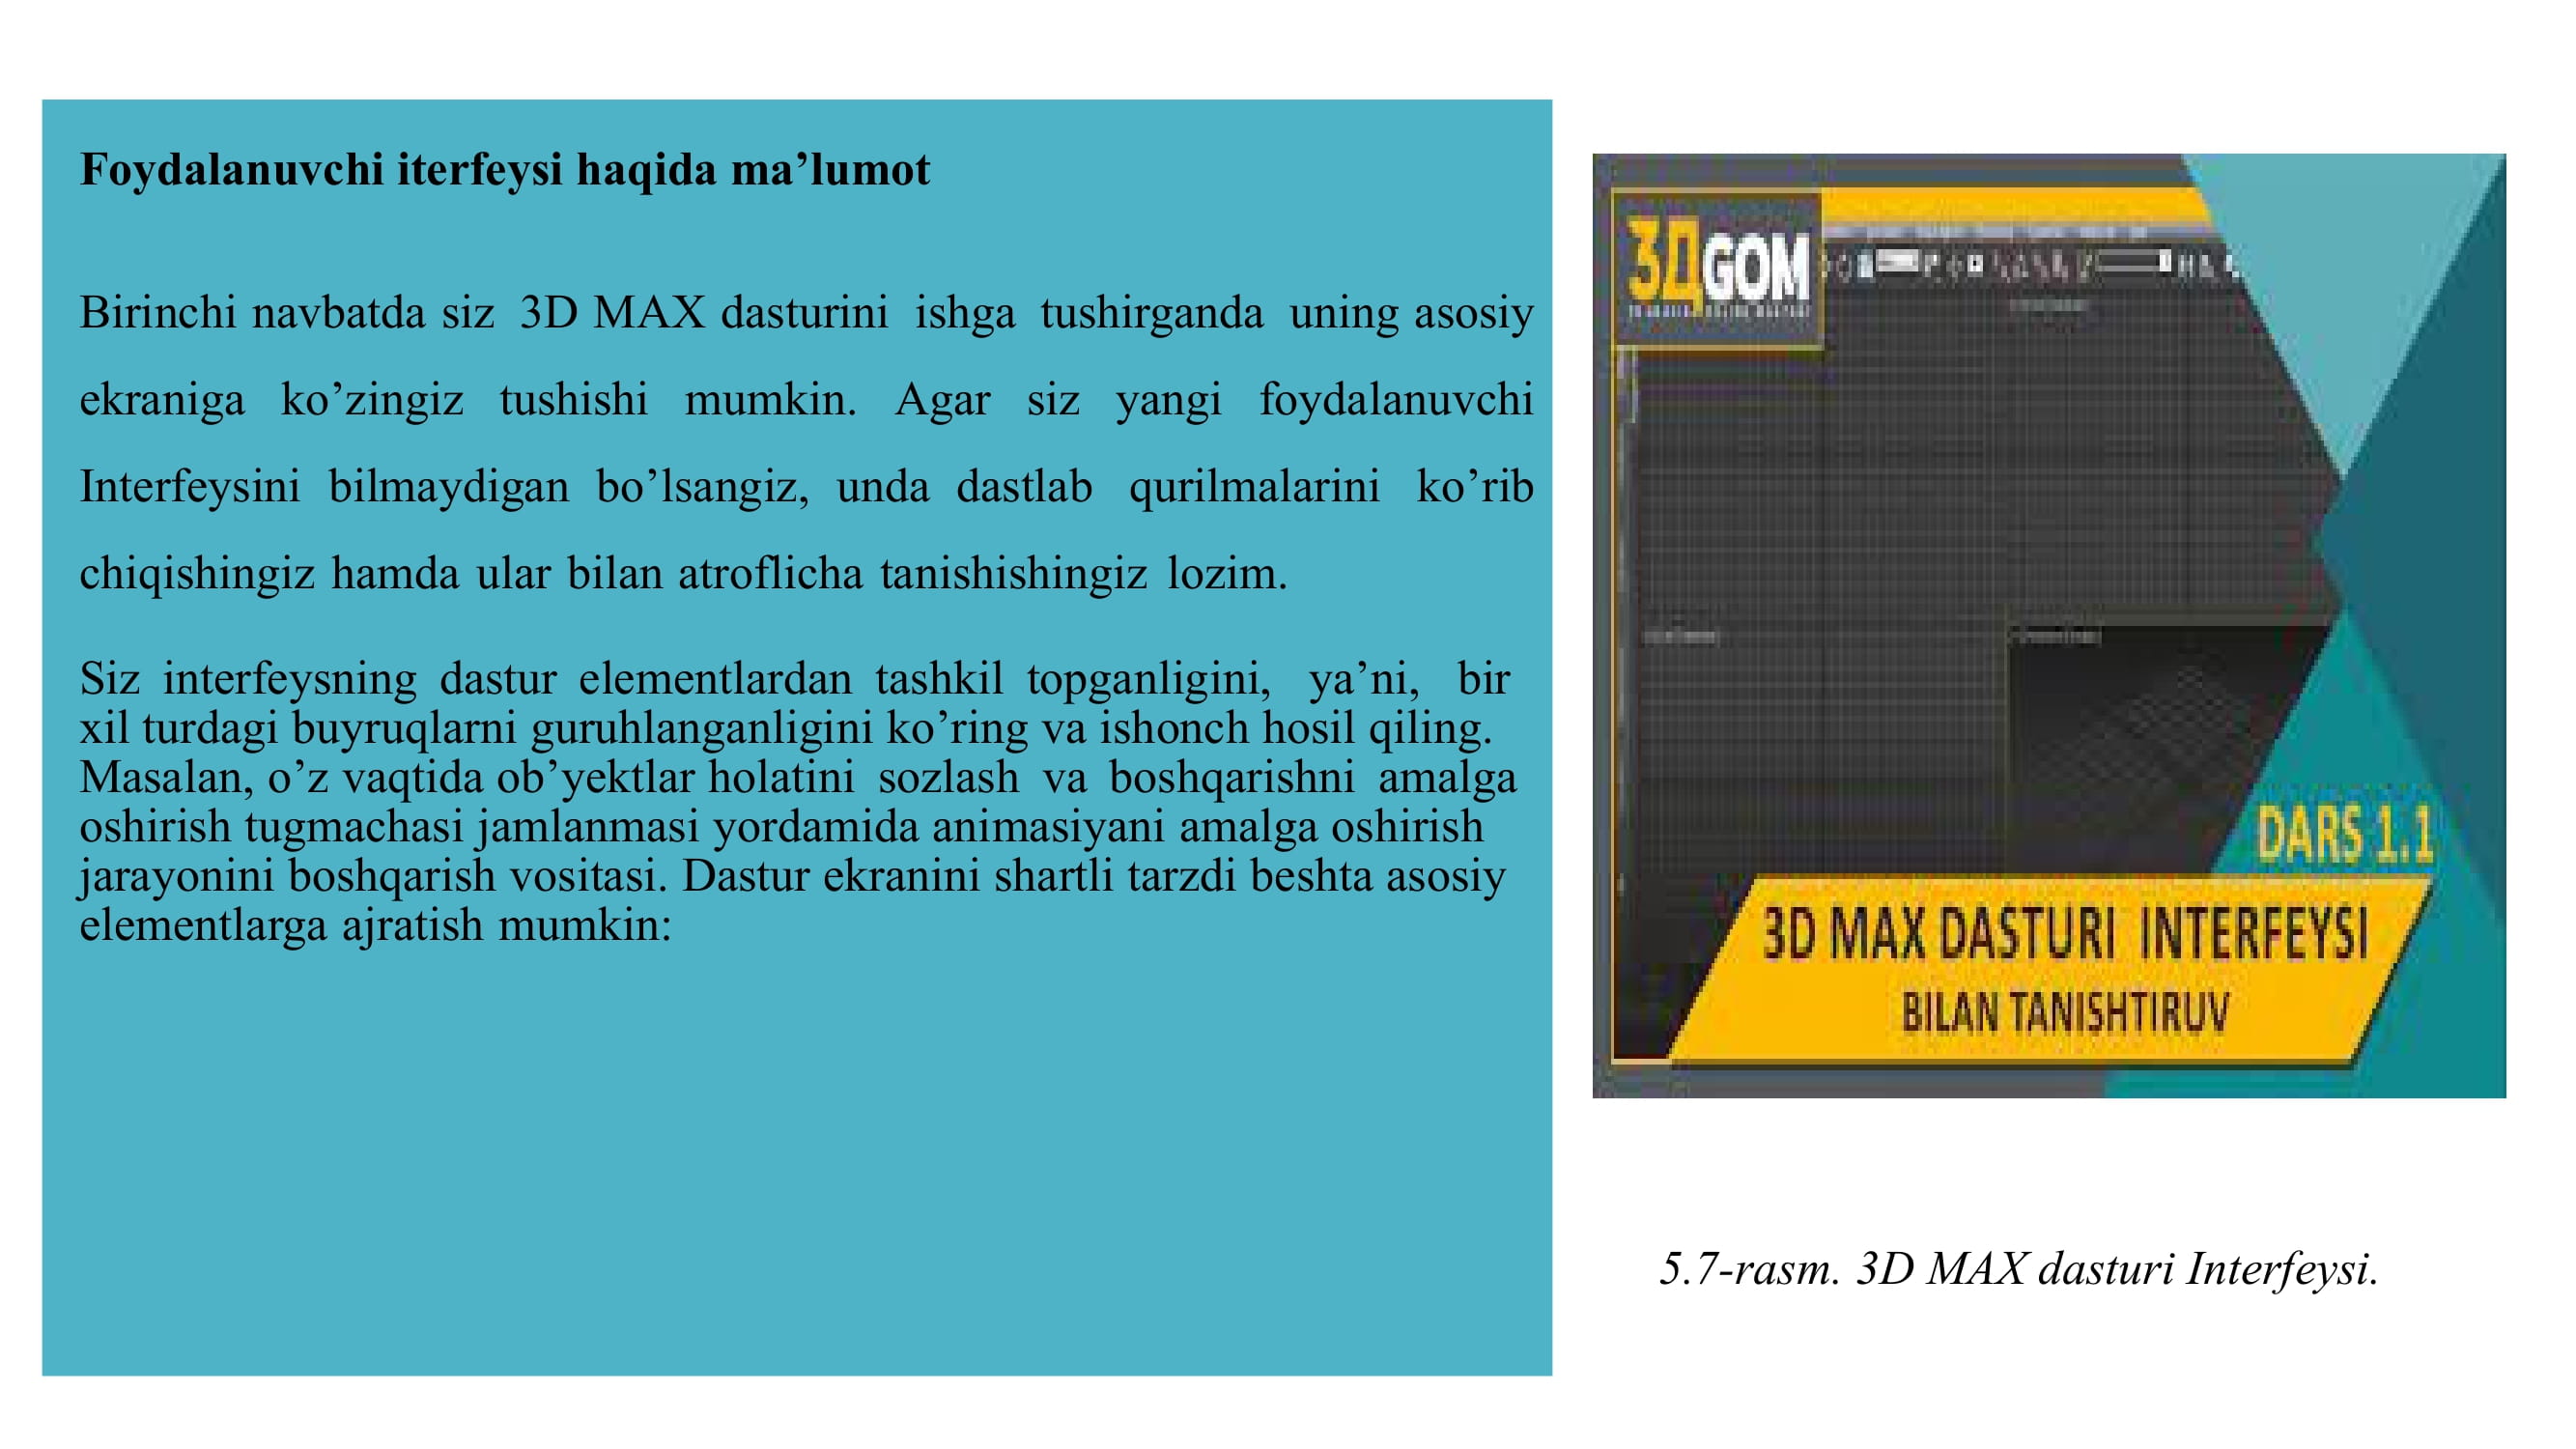 Foydalanuvchi iterfeysi haqida ma’lumot
Birinchi navbatda siz 3D MAX dasturini ishga tushirganda uning asosiy
ekraniga ko’zingiz tushishi mumkin. Agar siz yangi foydalanuvchi
Interfeysini bilmaydigan bo’lsangiz, unda dastlab qurilmalarini ko’rib
chiqishingiz hamda ular bilan atroflicha tanishishingiz lozim.
Siz interfeysning dastur elementlardan tashkil topganligini, ya’ni, bir
xil turdagi buyruqlarni guruhlanganligini ko’ring va ishonch hosil qiling.
Masalan, o’z vaqtida ob’yektlar holatini sozlash va boshqarishni amalga
oshirish tugmachasi jamlanmasi yordamida animasiyani amalga oshirish
jarayonini boshqarish vositasi. Dastur ekranini shartli tarzdi beshta asosiy
elementlarga ajratish mumkin:
3ДGOM
DARS 1.1
3D MAX DASTURI INTERFEYSI
BILAN TANISHTIRUV
5.7-rasm. 3D MAX dasturi Interfeysi.